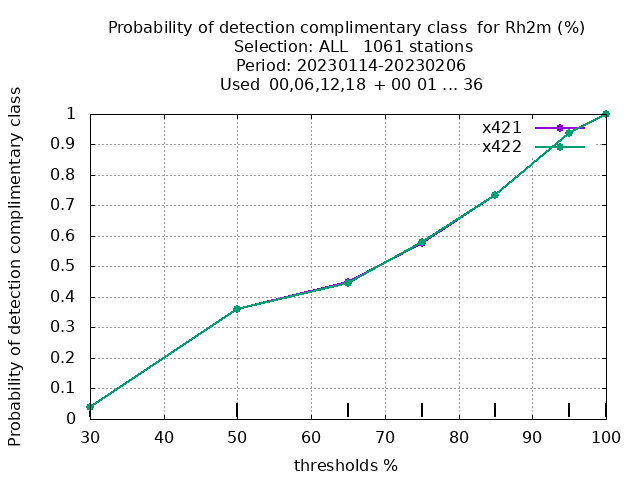 Probability of detection complimentary class  for Rh2m (%)
Selection: ALL   1061 stations
Period: 20230114-20230206
Used  00,06,12,18  + 00 01 ... 36
Probability of detection complimentary class
1
0.9
0.8
0.7
0.6
0.5
0.4
0.3
0.2
0.1
0
x421
x422
30 40 50 60 70 80 90 100
thresholds %